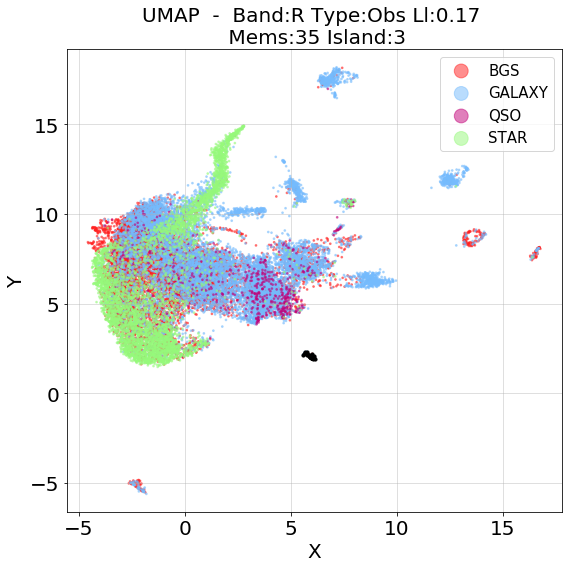 UMAP  -  Band:R Type:Obs Ll:0.17
Mems:35 Island:3
BGS
GALAXY
QSO
STAR
15
10
5
0
−5
Y
−5
0
5
10
15
X